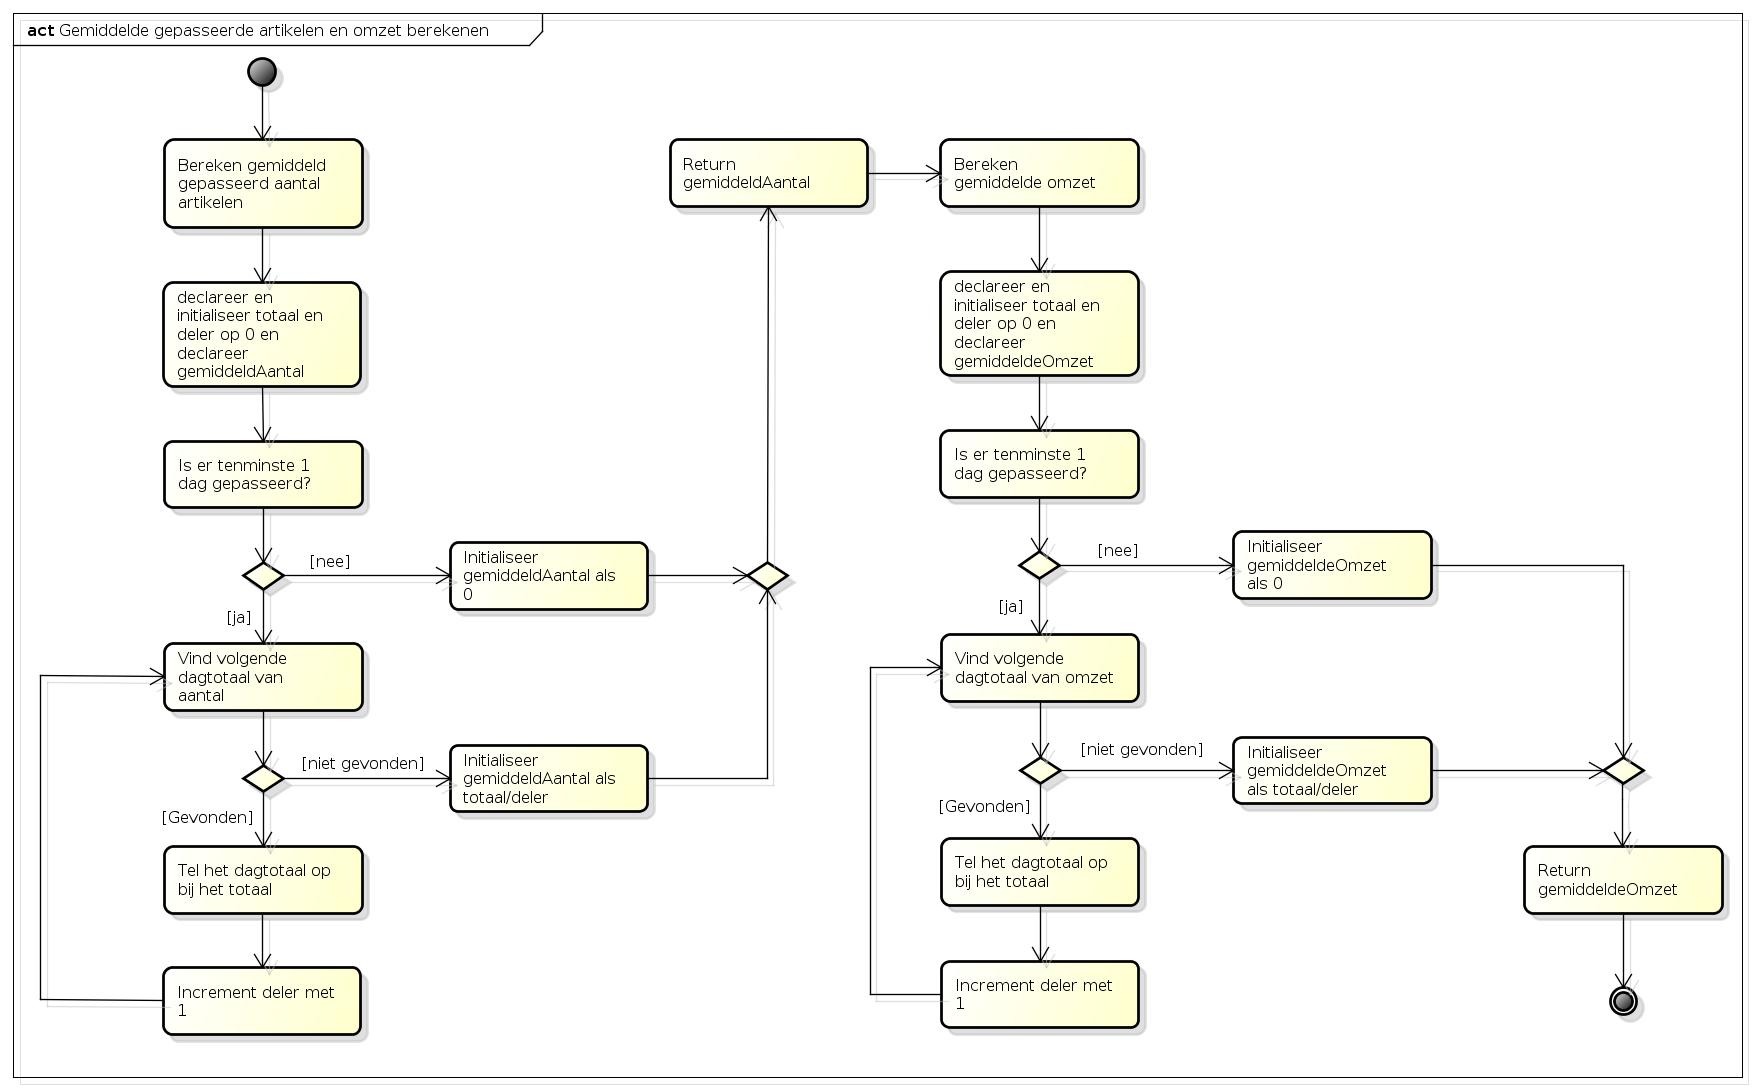 act Gemiddelde gepasseerde artikelen en omzet berekenen
Bereken gemiddeld
gepasseerd aantal
artikelen
declareer en
initialiseer totaal en
deler op 0 en
declareer
gemiddeldAantal
Is er tenminste 1
dag gepasseerd?
[nee]
Initialiseer
gemiddeldAantal als
0
[ja]
Vind volgende
dagtotaal van
aantal
[niet gevonden]
Initialiseer
gemiddeldAantal als
totaal/deler
[Gevonden]
Tel het dagtotaal op
bij het totaal
Increment deler met
1
Return
gemiddeldAantal
Bereken
gemiddelde omzet
declareer en
initialiseer totaal en
deler op 0 en
declareer
gemiddeldeOmzet
Is er tenminste 1
dag gepasseerd?
[nee]
Initialiseer
gemiddeldeOmzet
als 0
[ja]
Vind volgende
dagtotaal van omzet
[niet gevonden]
Initialiseer
gemiddeldeOmzet
als totaal/deler
[Gevonden]
Tel het dagtotaal op
bij het totaal
Increment deler met
1
Return
gemiddeldeOmzet